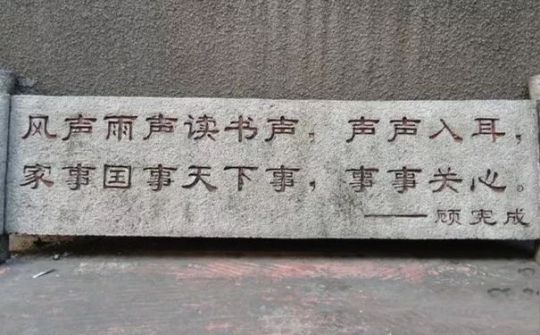 风声雨声读书声，声声入耳，
家事国事天下事，事事关心。
——顾宪成